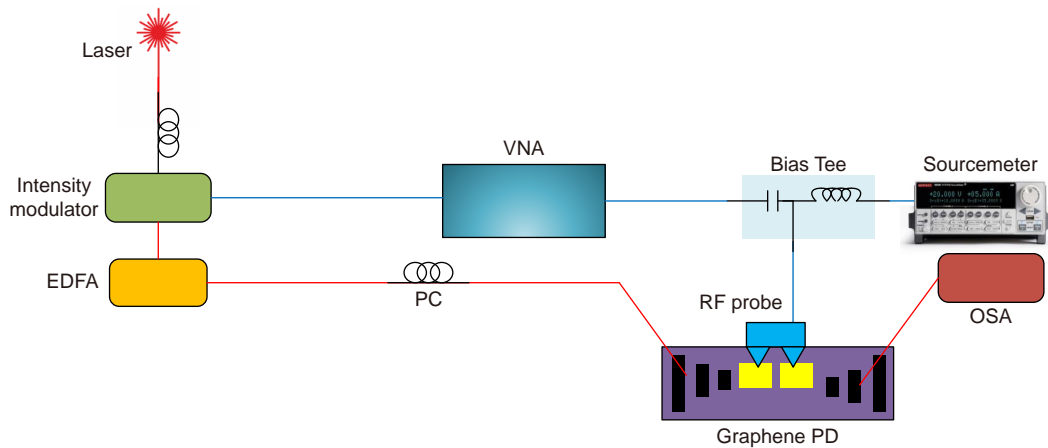 Laser
VNA
Bias Tee
Sourcemeter
Intensity
modulator
EDFA
PC
RF probe
OSA
Graphene PD